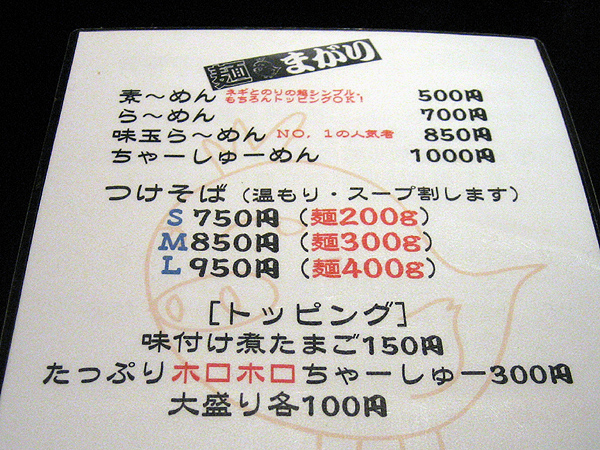 麺 まがり
素〜めん ネギとのりの超シンプル。 500円
もちろんトッピングOK!
ら〜めん 700円
味玉ら〜めん NO.1の人気者 850円
ちゃーしゅーめん 1000円
つけそば(温もり・スープ割します)
S 750円(麺200g)
M 850円(麺300g)
L 950円(麺400g)
[トッピング]
味付け煮たまご150円
たっぷりホロホロちゃーしゅー300円
大盛り各100円